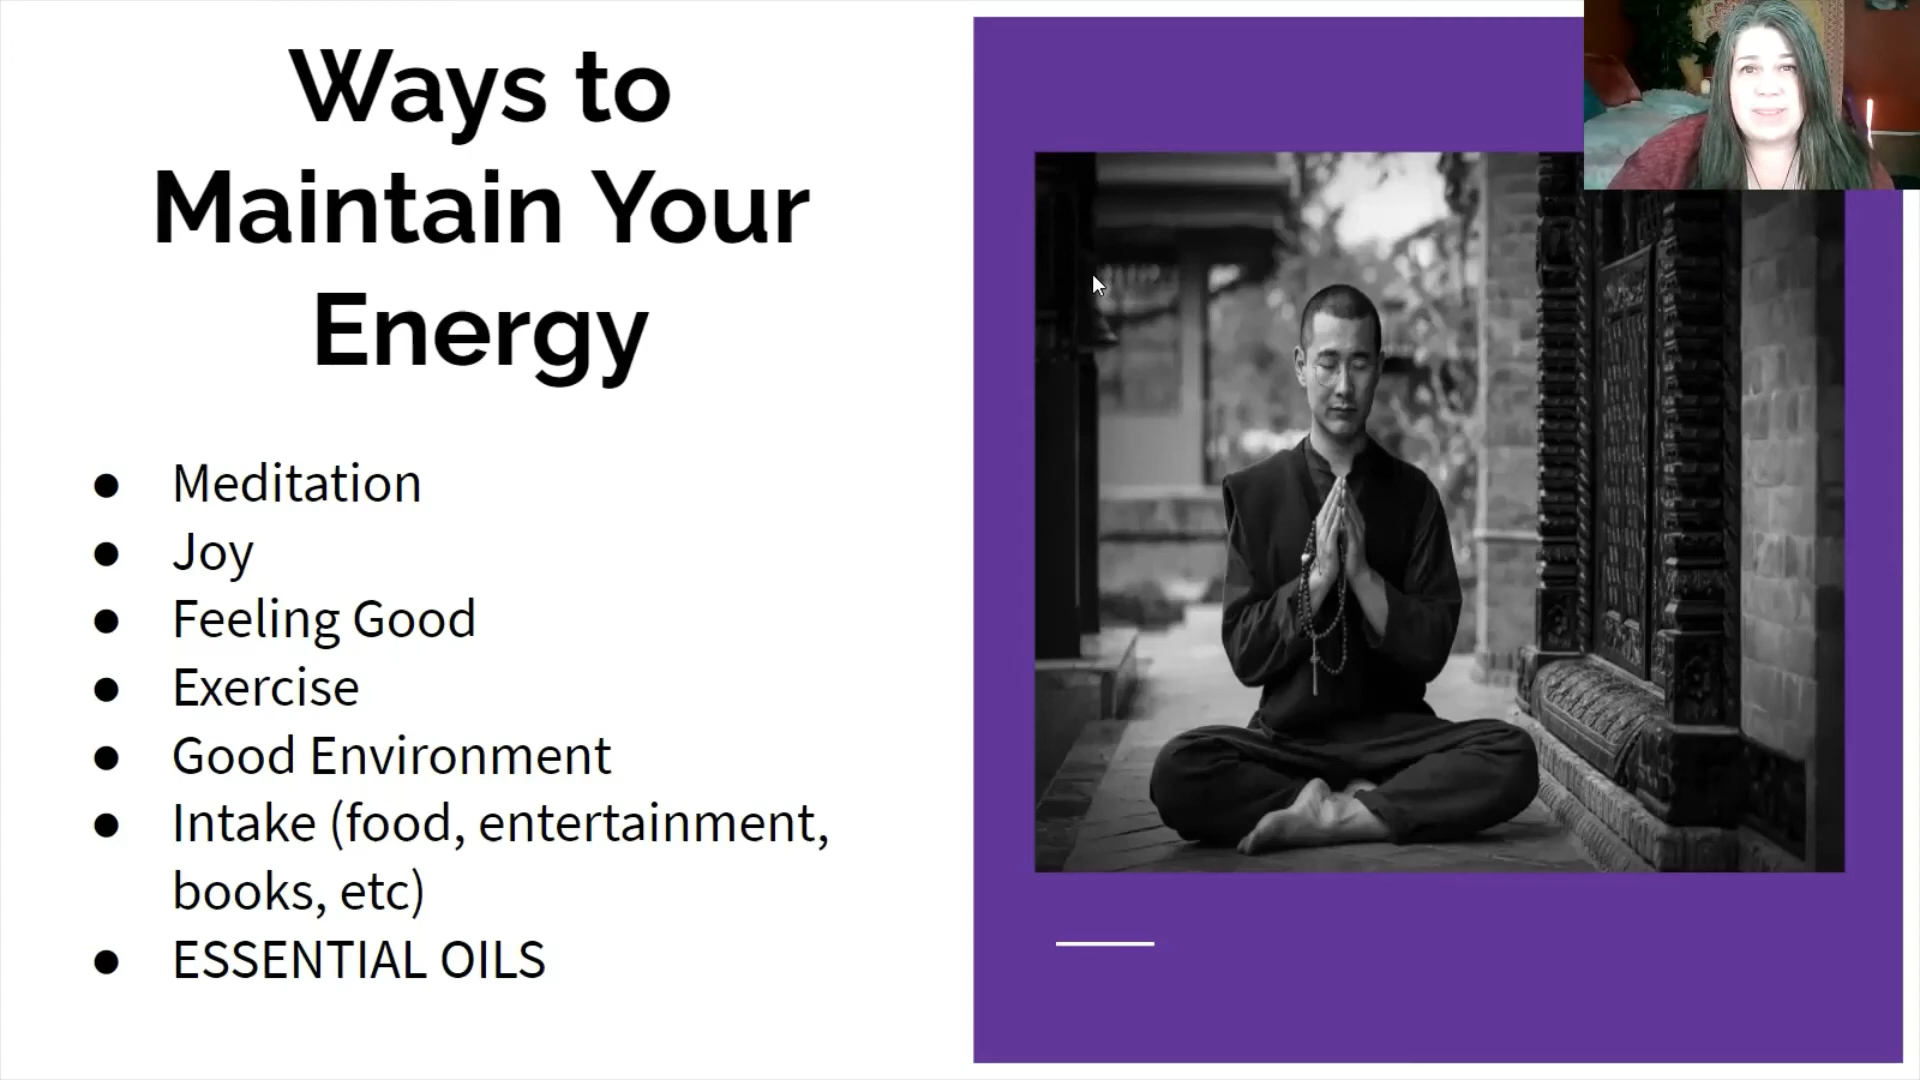 Ways to
Maintain Your
Energy
● Meditation
● Joy
● Feeling Good
● Exercise
● Good Environment
● Intake (food, entertainment,
books, etc)
● ESSENTIAL OILS